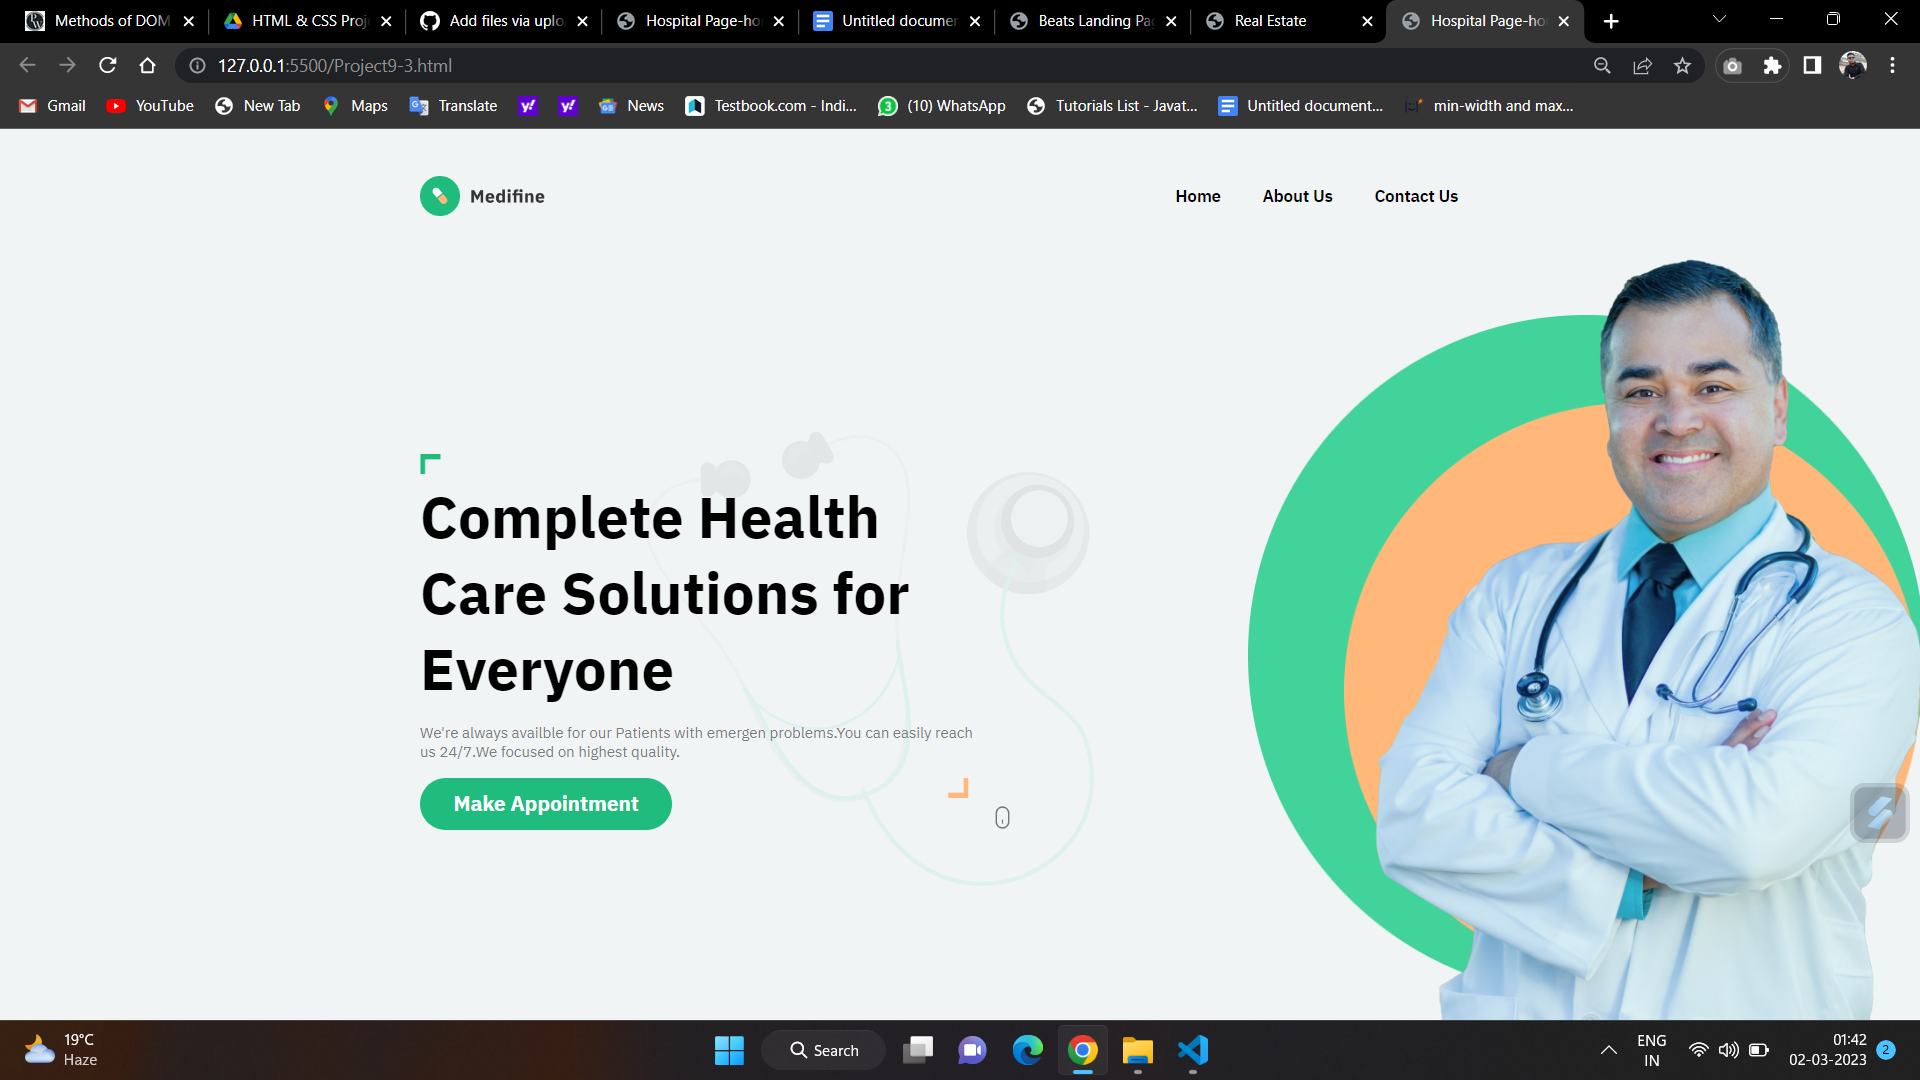 Methods of DOM
HTML & CSS Proj
Add files via uplo
Hospital Page-ho
Untitled documen
Beats Landing Pa
Real Estate
Hospital Page-ho
127.0.0.1:5500/Project9-3.html
Gmail
YouTube
New Tab
Maps
Translate
News
Testbook.com - Indi...
(10) WhatsApp
Tutorials List - Javat...
Untitled document...
min-width and max...
Medifine
Home
About Us
Contact Us
Complete Health
Care Solutions for
Everyone
We're always availble for our Patients with emergen problems.You can easily reach
us 24/7.We focused on highest quality.
Make Appointment
19°C
Haze
Search
ENG
IN
01:42
02-03-2023
2